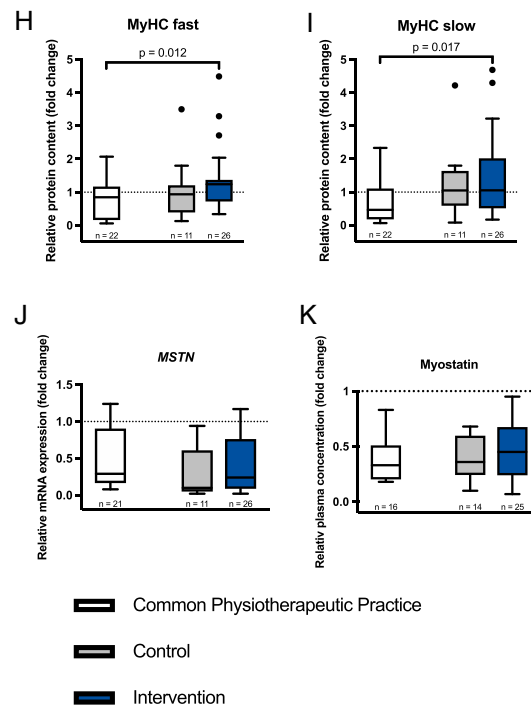 H
MyHC fast
p = 0.012
Relative protein content (fold change)
5
4
3
2
1
0
n = 22
n = 11
n = 26
I
MyHC slow
p = 0.017
Relative protein content (fold change)
5
4
3
2
1
0
n = 22
n = 11
n = 26
J
MSTN
Relative mRNA expression (fold change)
1.5
1.0
0.5
0.0
n = 21
n = 11
n = 26
K
Myostatin
Relativ plasma concentration (fold change)
1
0.5
0.0
n = 16
n = 14
n = 25
Common Physiotherapeutic Practice
Control
Intervention